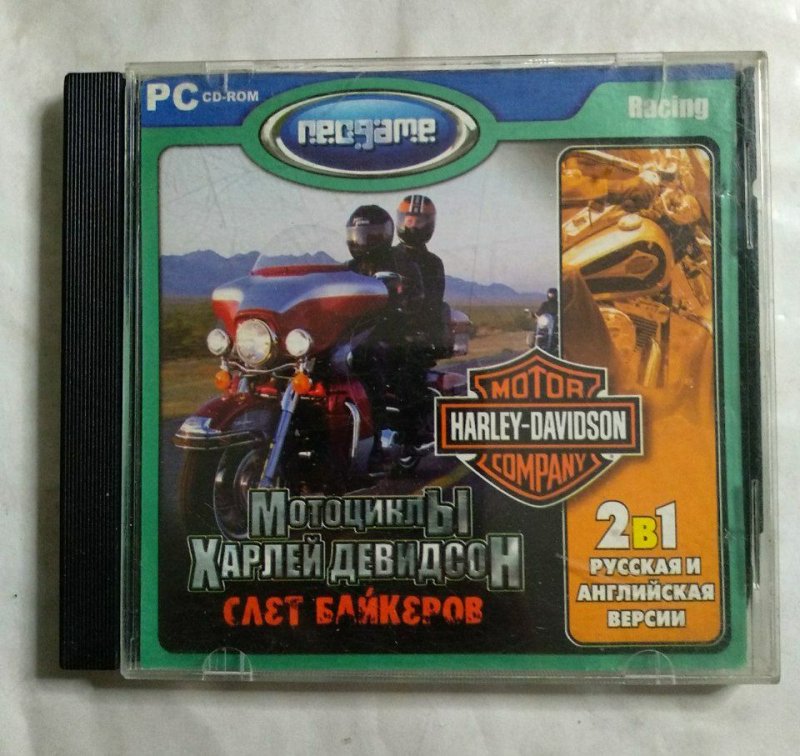 PC CD-ROM
neogame
Racing
MOTOR
HARLEY-DAVIDSON
COMPANY
МОТОЦИКЛЫ
ХАРЛЕЙ ДЕВИДСОН
СЛЕТ БАЙКЕРОВ
2в1
РУССКАЯ И
АНГЛИЙСКАЯ
ВЕРСИИ